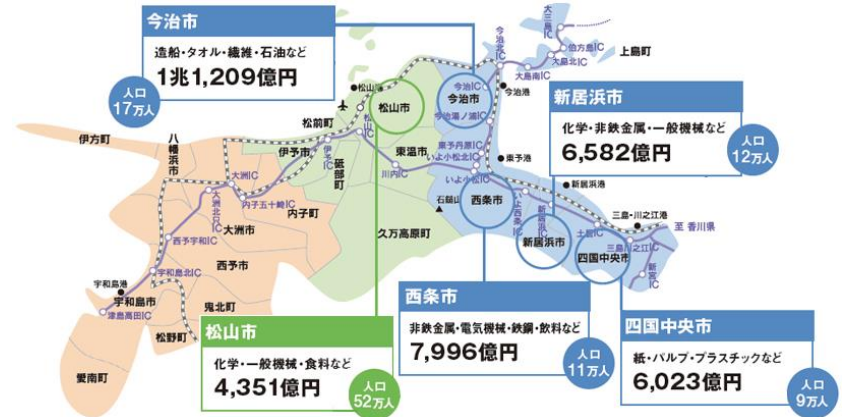 今治市
造船・タオル・繊維・石油など
1兆1,209億円
人口
17万人
新居浜市
化学・非鉄金属・一般機械など
6,582億円
人口
12万人
西条市
非鉄金属・電気機械・鉄鋼・飲料など
7,996億円
人口
11万人
四国中央市
紙・パルプ・プラスチックなど
6,023億円
人口
9万人
松山市
化学・一般機械・食料など
4,351億円
人口
52万人
大三島IC
伯方島IC
大島北IC
大島南IC
上島町
今治北IC
今治IC
今治港
今治市
今治湯ノ浦IC
東予丹原IC
いよ小松北IC
いよ小松IC
東予港
松山市
松山IC
松前町
伊予市
伊予IC
砥部町
東温市
川内IC
石鎚山
西条市
新居浜港
新居浜IC
新居浜市
土居IC
三島・川之江港
三島川之江IC
四国中央市
新宮IC
至 香川県
久万高原町
伊方町
八幡浜市
大洲IC
大洲北只IC
内子五十崎IC
内子町
大洲市
西予宇和IC
西予市
宇和島北IC
宇和島港
宇和島市
津島高田IC
鬼北町
松野町
愛南町